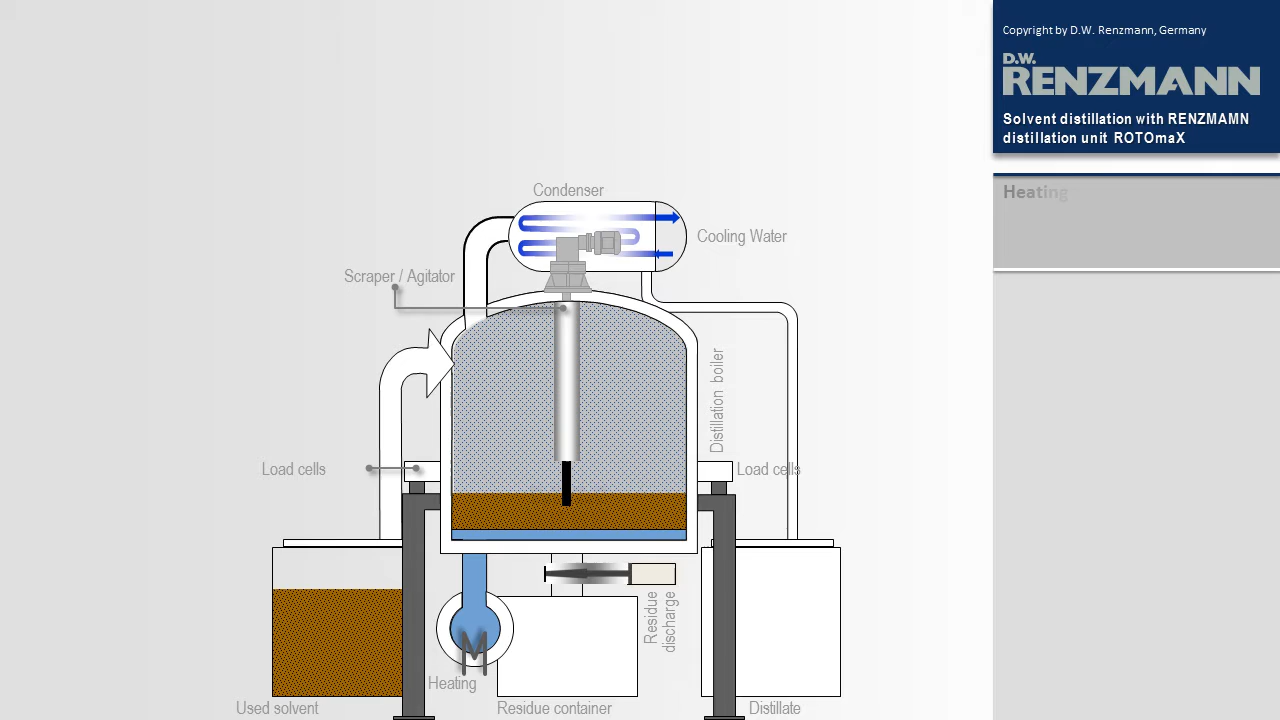 Copyright by D.W. Renzmann, Germany
D.W.
RENZMANN
Solvent distillation with RENZMAMN
distillation unit ROTOmaX
Heating
Condenser
Cooling Water
Scraper / Agitator
Distillation boiler
Load cells
Load cells
Residue
discharge
Heating
Used solvent
Residue container
Distillate